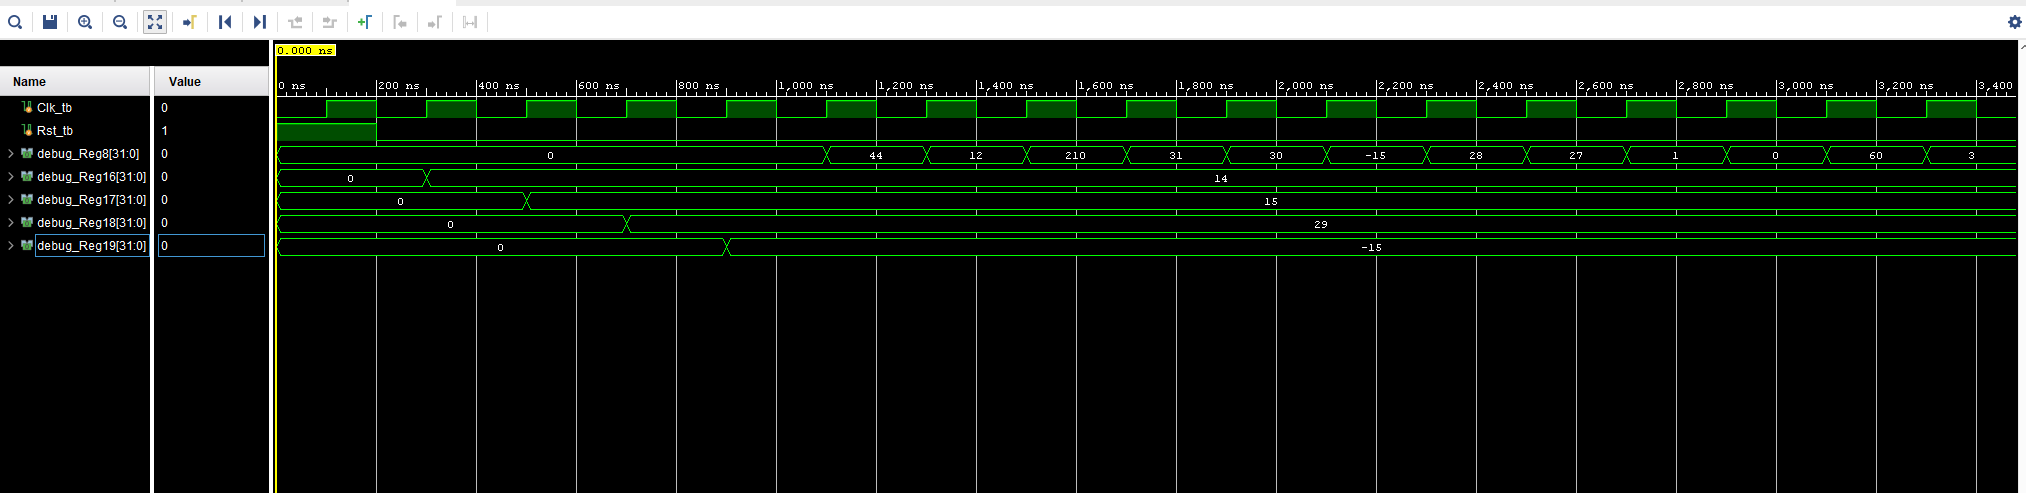 0.000 ns
Name Value
0 ns 200 ns 400 ns 600 ns 800 ns 1,000 ns 1,200 ns 1,400 ns 1,600 ns 1,800 ns 2,000 ns 2,200 ns 2,400 ns 2,600 ns 2,800 ns 3,000 ns 3,200 ns 3,400
Clk_tb 0
Rst_tb 1
debug_Reg8[31:0] 0 0 44 12 210 31 30 -15 28 27 1 0 60 3
debug_Reg16[31:0] 0 0 14
debug_Reg17[31:0] 0 0 15
debug_Reg18[31:0] 0 0 29
debug_Reg19[31:0] 0 0 -15